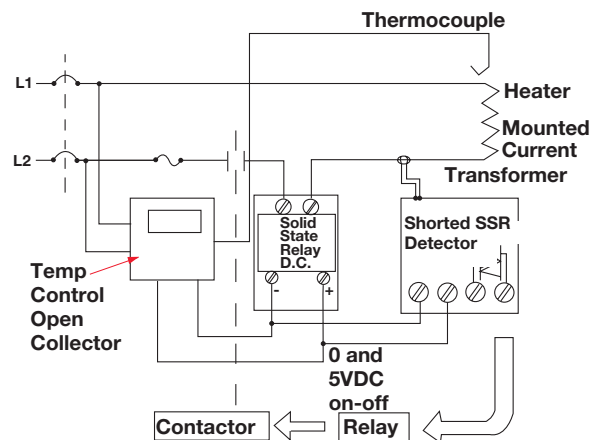 Thermocouple
L1
Heater
Mounted
Current
Transformer
L2
Solid
State
Relay
D.C.
- +
Shorted SSR
Detector
Temp
Control
Open
Collector
0 and
5VDC
on-off
Contactor
Relay